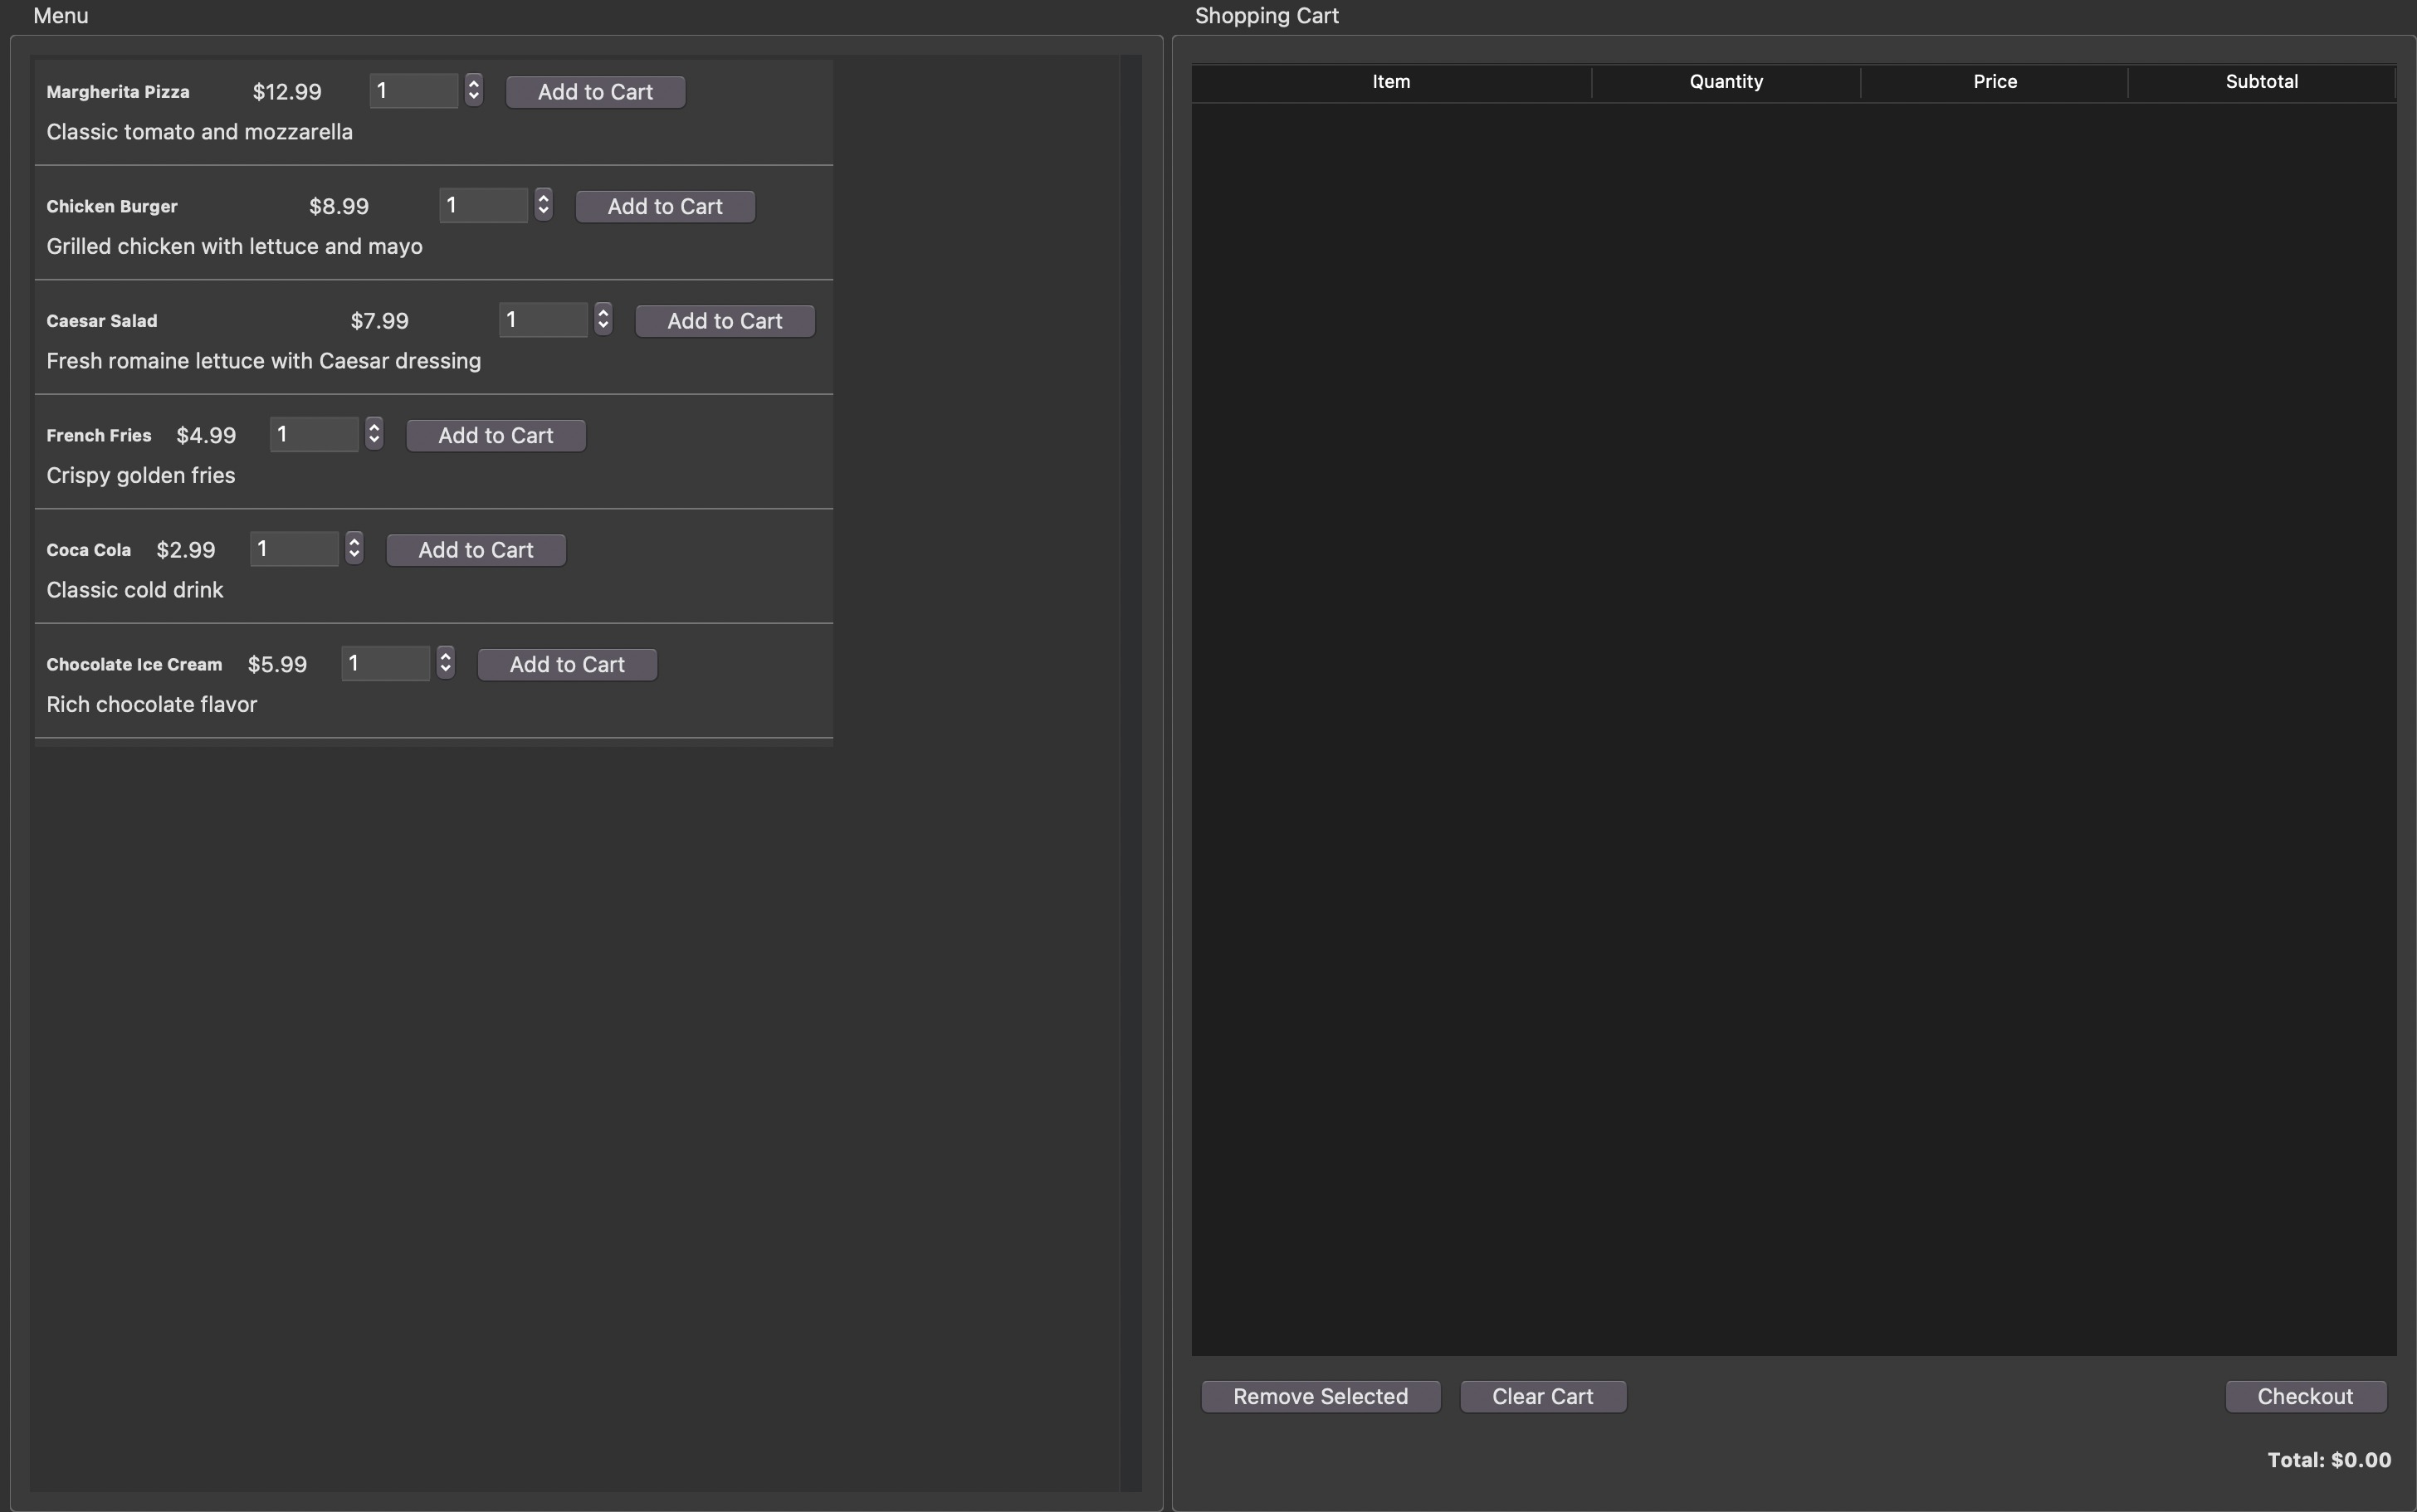 Menu
Margherita Pizza $12.99 1 Add to Cart
Classic tomato and mozzarella
Chicken Burger $8.99 1 Add to Cart
Grilled chicken with lettuce and mayo
Caesar Salad $7.99 1 Add to Cart
Fresh romaine lettuce with Caesar dressing
French Fries $4.99 1 Add to Cart
Crispy golden fries
Coca Cola $2.99 1 Add to Cart
Classic cold drink
Chocolate Ice Cream $5.99 1 Add to Cart
Rich chocolate flavor
Shopping Cart
Item Quantity Price Subtotal
Remove Selected Clear Cart Checkout
Total: $0.00